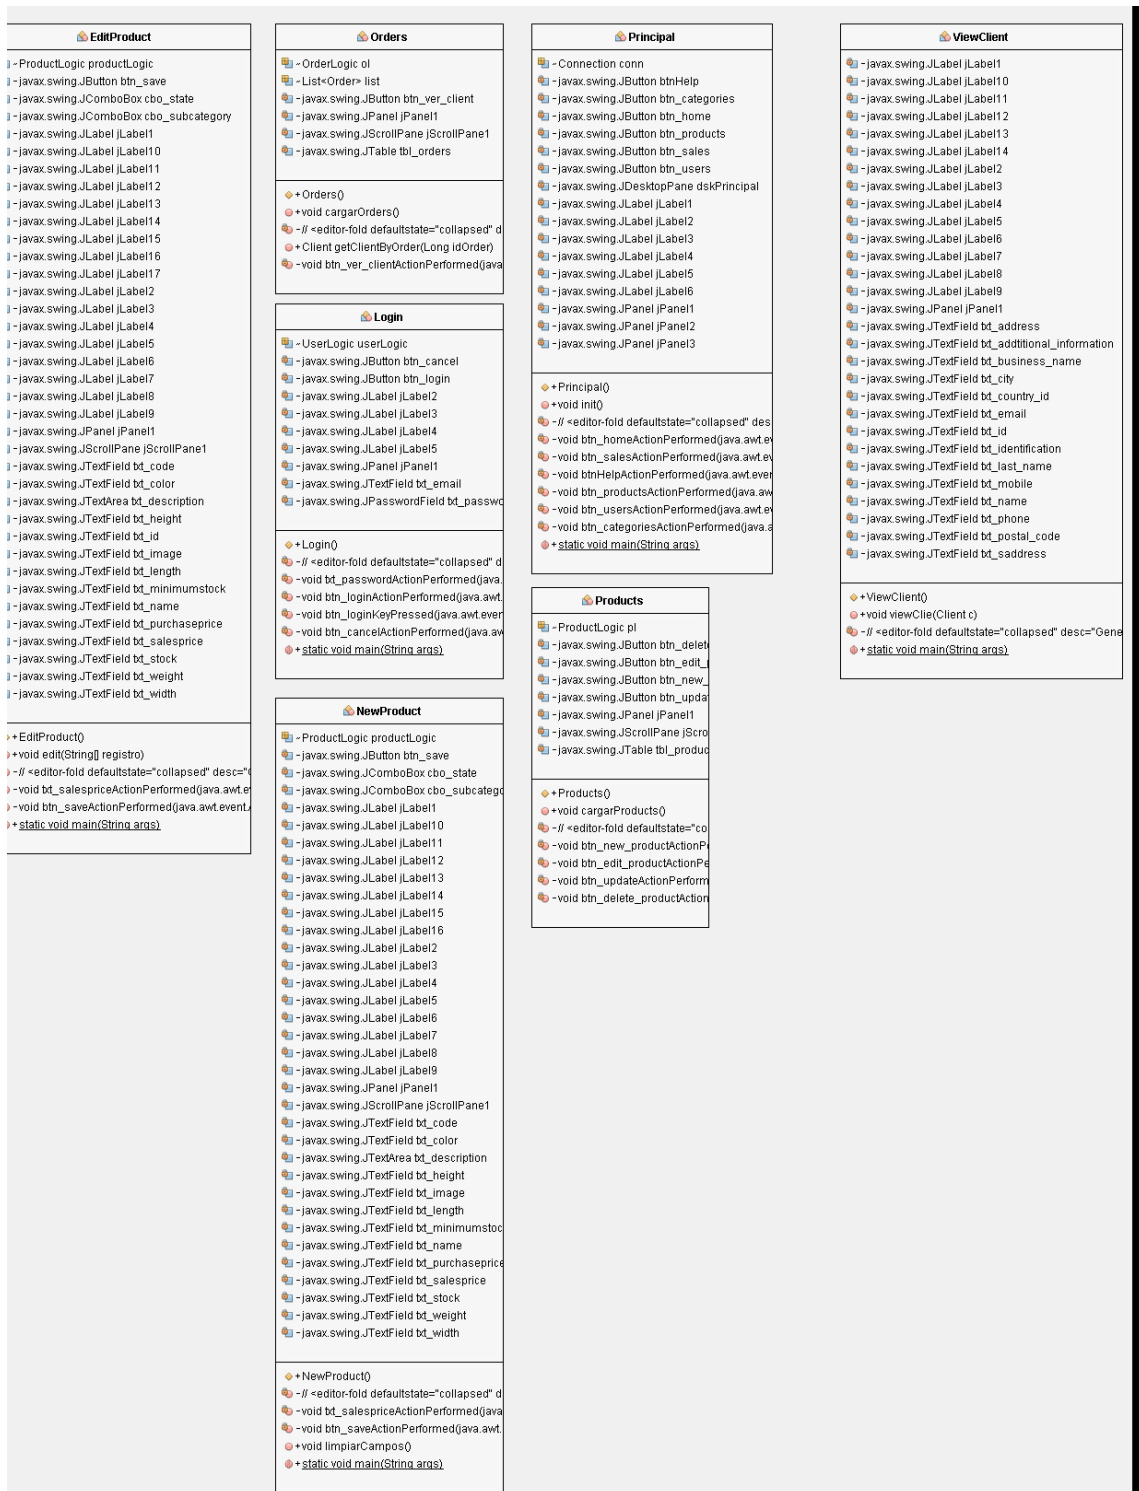 EditProduct
~ProductLogic productLogic
-javax.swing.JButton btn_save
-javax.swing.JComboBox cbo_state
-javax.swing.JComboBox cbo_subcategory
-javax.swing.JLabel jLabel1
-javax.swing.JLabel jLabel10
-javax.swing.JLabel jLabel11
-javax.swing.JLabel jLabel12
-javax.swing.JLabel jLabel13
-javax.swing.JLabel jLabel14
-javax.swing.JLabel jLabel15
-javax.swing.JLabel jLabel16
-javax.swing.JLabel jLabel17
-javax.swing.JLabel jLabel2
-javax.swing.JLabel jLabel3
-javax.swing.JLabel jLabel4
-javax.swing.JLabel jLabel5
-javax.swing.JLabel jLabel6
-javax.swing.JLabel jLabel7
-javax.swing.JLabel jLabel8
-javax.swing.JLabel jLabel9
-javax.swing.JPanel jPanel1
-javax.swing.JScrollPane jScrollPane1
-javax.swing.JTextField txt_code
-javax.swing.JTextField txt_color
-javax.swing.JTextArea txt_description
-javax.swing.JTextField txt_height
-javax.swing.JTextField txt_id
-javax.swing.JTextField txt_image
-javax.swing.JTextField txt_length
-javax.swing.JTextField txt_minimumstock
-javax.swing.JTextField txt_name
-javax.swing.JTextField txt_purchaseprice
-javax.swing.JTextField txt_salesprice
-javax.swing.JTextField txt_stock
-javax.swing.JTextField txt_weight
-javax.swing.JTextField txt_width
+EditProduct()
+void edit(String[] registro)
-// <editor-fold defaultstate="collapsed" desc="
-void txt_salespriceActionPerformed(java.awt.e
-void btn_saveActionPerformed(java.awt.event.
+static void main(String args)
Orders
~OrderLogic ol
~List<Order> list
-javax.swing.JButton btn_ver_client
-javax.swing.JPanel jPanel1
-javax.swing.JScrollPane jScrollPane1
-javax.swing.JTable tbl_orders
+Orders()
+void cargarOrders()
-// <editor-fold defaultstate="collapsed" d
+Client getClientByOrder(Long idOrder)
-void btn_ver_clientActionPerformed(java
Login
~UserLogic userLogic
-javax.swing.JButton btn_cancel
-javax.swing.JButton btn_login
-javax.swing.JLabel jLabel2
-javax.swing.JLabel jLabel3
-javax.swing.JLabel jLabel4
-javax.swing.JLabel jLabel5
-javax.swing.JPanel jPanel1
-javax.swing.JTextField txt_email
-javax.swing.JPasswordField txt_passwo
+Login()
-// <editor-fold defaultstate="collapsed" d
-void txt_passwordActionPerformed(java.
-void btn_loginActionPerformed(java.awt.
-void btn_loginKeyPressed(java.awt.even
-void btn_cancelActionPerformed(java.aw
+static void main(String args)
NewProduct
~ProductLogic productLogic
-javax.swing.JButton btn_save
-javax.swing.JComboBox cbo_state
-javax.swing.JComboBox cbo_subcatego
-javax.swing.JLabel jLabel1
-javax.swing.JLabel jLabel10
-javax.swing.JLabel jLabel11
-javax.swing.JLabel jLabel12
-javax.swing.JLabel jLabel13
-javax.swing.JLabel jLabel14
-javax.swing.JLabel jLabel15
-javax.swing.JLabel jLabel16
-javax.swing.JLabel jLabel2
-javax.swing.JLabel jLabel3
-javax.swing.JLabel jLabel4
-javax.swing.JLabel jLabel5
-javax.swing.JLabel jLabel6
-javax.swing.JLabel jLabel7
-javax.swing.JLabel jLabel8
-javax.swing.JLabel jLabel9
-javax.swing.JPanel jPanel1
-javax.swing.JScrollPane jScrollPane1
-javax.swing.JTextField txt_code
-javax.swing.JTextField txt_color
-javax.swing.JTextArea txt_description
-javax.swing.JTextField txt_height
-javax.swing.JTextField txt_image
-javax.swing.JTextField txt_length
-javax.swing.JTextField txt_minimumstoc
-javax.swing.JTextField txt_name
-javax.swing.JTextField txt_purchaseprice
-javax.swing.JTextField txt_salesprice
-javax.swing.JTextField txt_stock
-javax.swing.JTextField txt_weight
-javax.swing.JTextField txt_width
+NewProduct()
-// <editor-fold defaultstate="collapsed" d
-void txt_salespriceActionPerformed(java
-void btn_saveActionPerformed(java.awt.
+void limpiarCampos()
+static void main(String args)
Principal
~Connection conn
-javax.swing.JButton btnHelp
-javax.swing.JButton btn_categories
-javax.swing.JButton btn_home
-javax.swing.JButton btn_products
-javax.swing.JButton btn_sales
-javax.swing.JButton btn_users
-javax.swing.JDesktopPane dskPrincipal
-javax.swing.JLabel jLabel1
-javax.swing.JLabel jLabel2
-javax.swing.JLabel jLabel3
-javax.swing.JLabel jLabel4
-javax.swing.JLabel jLabel5
-javax.swing.JLabel jLabel6
-javax.swing.JPanel jPanel1
-javax.swing.JPanel jPanel2
-javax.swing.JPanel jPanel3
+Principal()
+void init()
-// <editor-fold defaultstate="collapsed" des
-void btn_homeActionPerformed(java.awt.ev
-void btn_salesActionPerformed(java.awt.ev
-void btnHelpActionPerformed(java.awt.even
-void btn_productsActionPerformed(java.aw
-void btn_usersActionPerformed(java.awt.ev
-void btn_categoriesActionPerformed(java.a
+static void main(String args)
Products
~ProductLogic pl
-javax.swing.JButton btn_delet
-javax.swing.JButton btn_edit_p
-javax.swing.JButton btn_new_
-javax.swing.JButton btn_updat
-javax.swing.JPanel jPanel1
-javax.swing.JScrollPane jScro
-javax.swing.JTable tbl_produc
+Products()
+void cargarProducts()
-// <editor-fold defaultstate="co
-void btn_new_productActionPe
-void btn_edit_productActionPe
-void btn_updateActionPerform
-void btn_delete_productAction
ViewClient
-javax.swing.JLabel jLabel1
-javax.swing.JLabel jLabel10
-javax.swing.JLabel jLabel11
-javax.swing.JLabel jLabel12
-javax.swing.JLabel jLabel13
-javax.swing.JLabel jLabel14
-javax.swing.JLabel jLabel2
-javax.swing.JLabel jLabel3
-javax.swing.JLabel jLabel4
-javax.swing.JLabel jLabel5
-javax.swing.JLabel jLabel6
-javax.swing.JLabel jLabel7
-javax.swing.JLabel jLabel8
-javax.swing.JLabel jLabel9
-javax.swing.JPanel jPanel1
-javax.swing.JTextField txt_address
-javax.swing.JTextField txt_addtitional_information
-javax.swing.JTextField txt_business_name
-javax.swing.JTextField txt_city
-javax.swing.JTextField txt_country_id
-javax.swing.JTextField txt_email
-javax.swing.JTextField txt_id
-javax.swing.JTextField txt_identification
-javax.swing.JTextField txt_last_name
-javax.swing.JTextField txt_mobile
-javax.swing.JTextField txt_name
-javax.swing.JTextField txt_phone
-javax.swing.JTextField txt_postal_code
-javax.swing.JTextField txt_saddress
+ViewClient()
+void viewClie(Client c)
-// <editor-fold defaultstate="collapsed" desc="Gene
+static void main(String args)